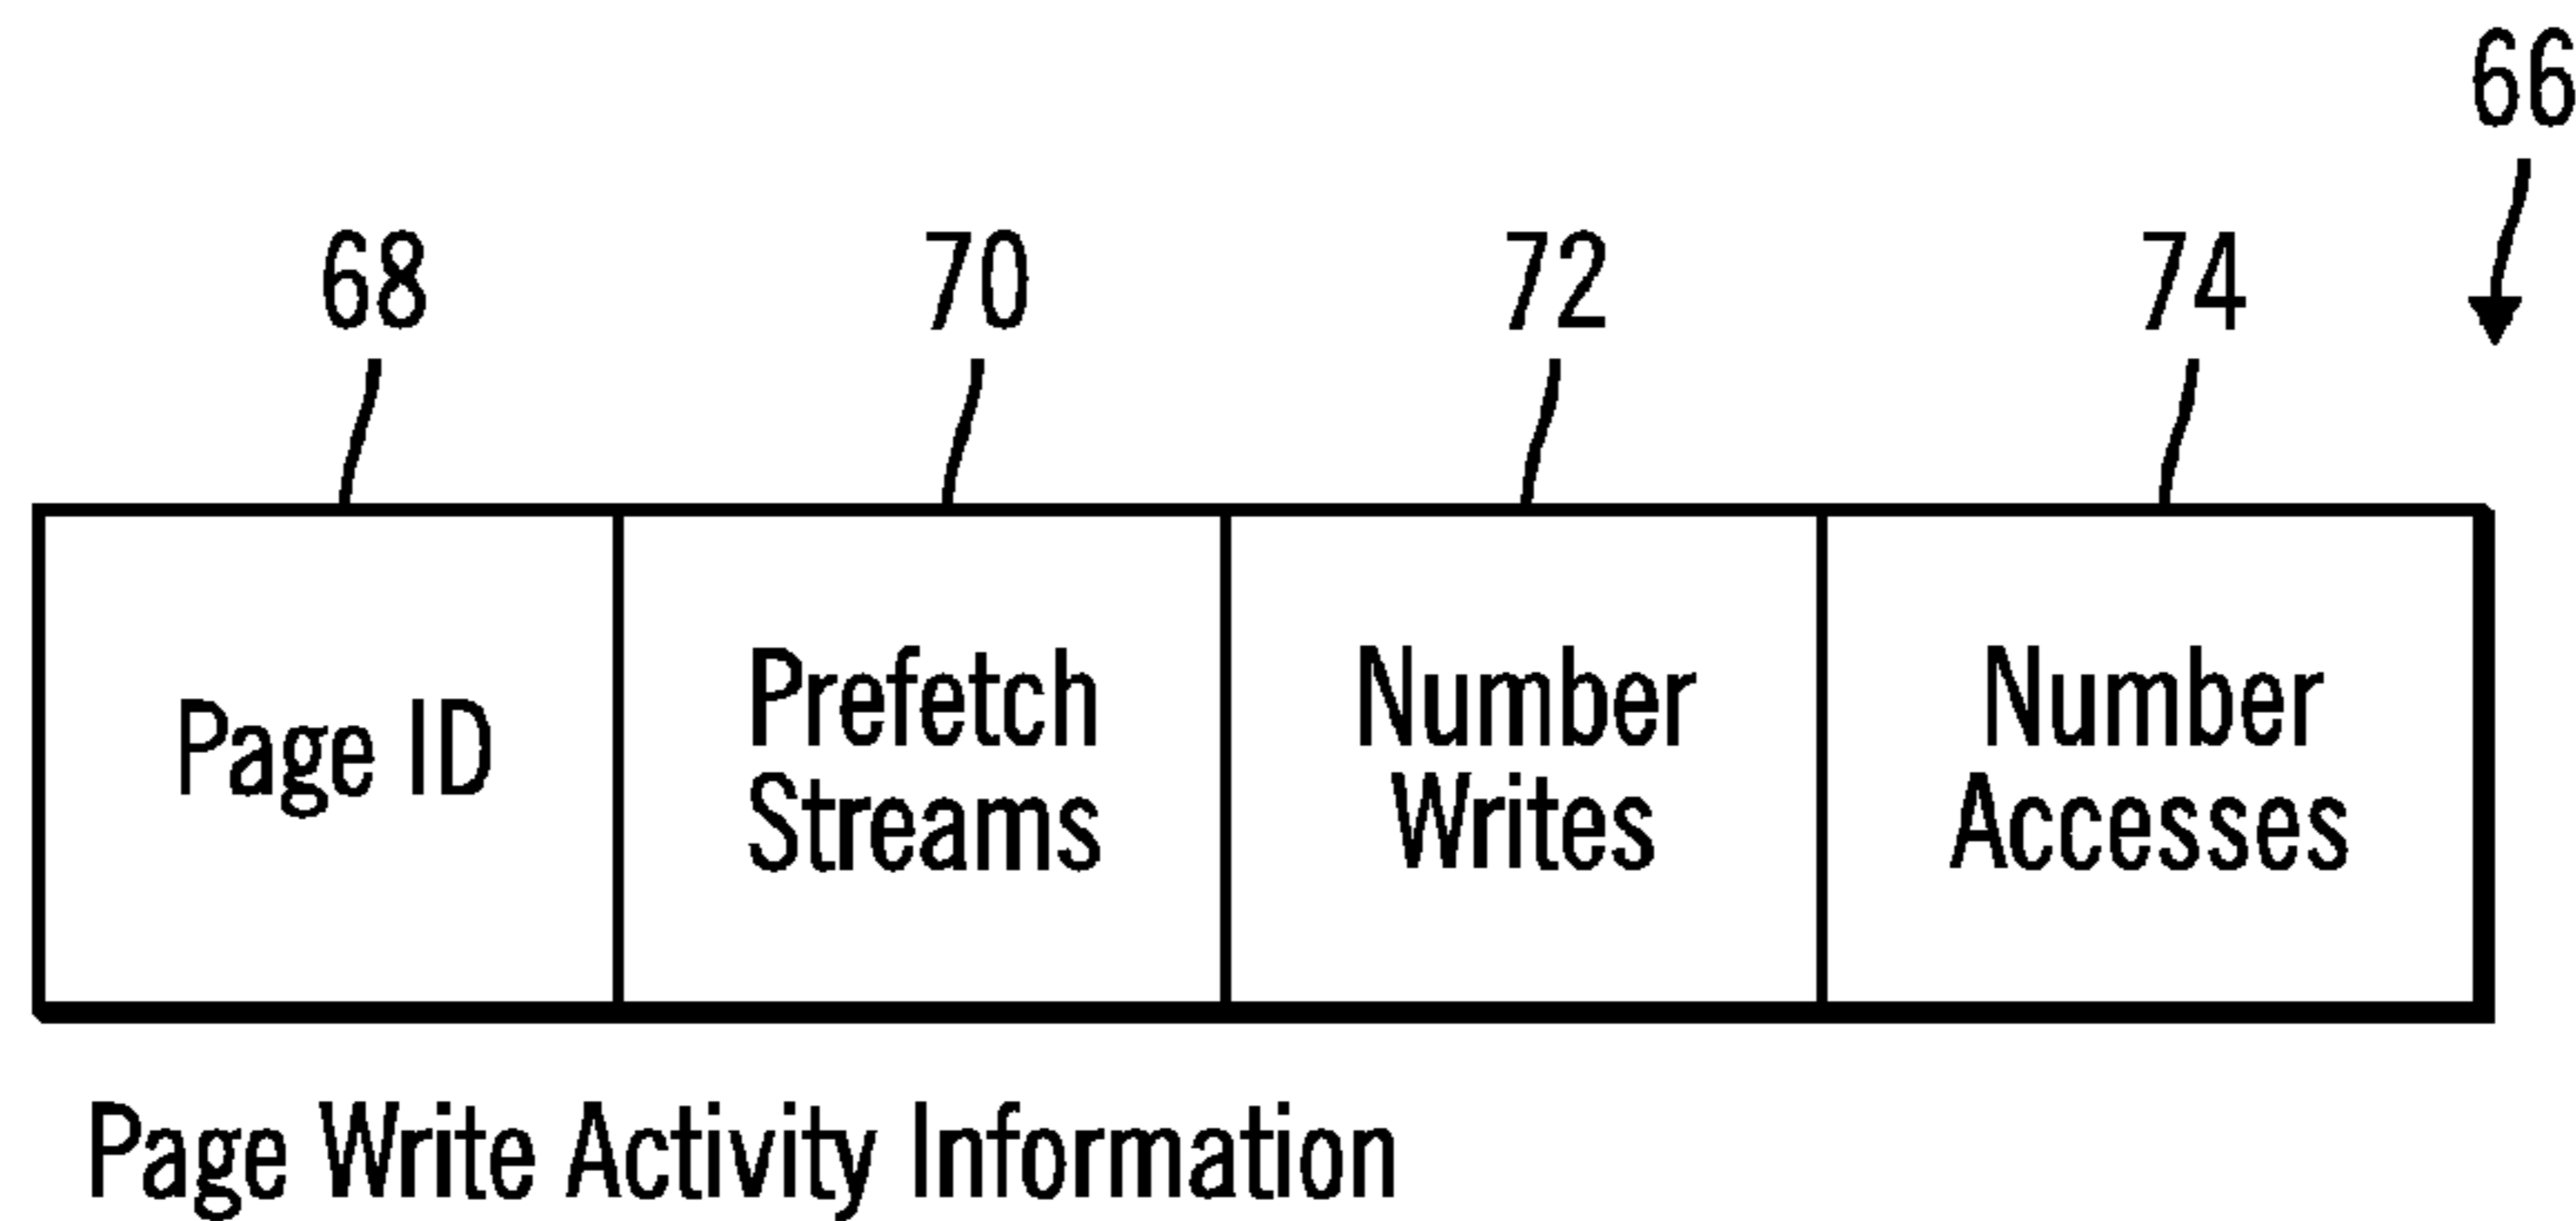 66
68 70 72 74
Page ID
Prefetch
Streams
Number
Writes
Number
Accesses
Page Write Activity Information